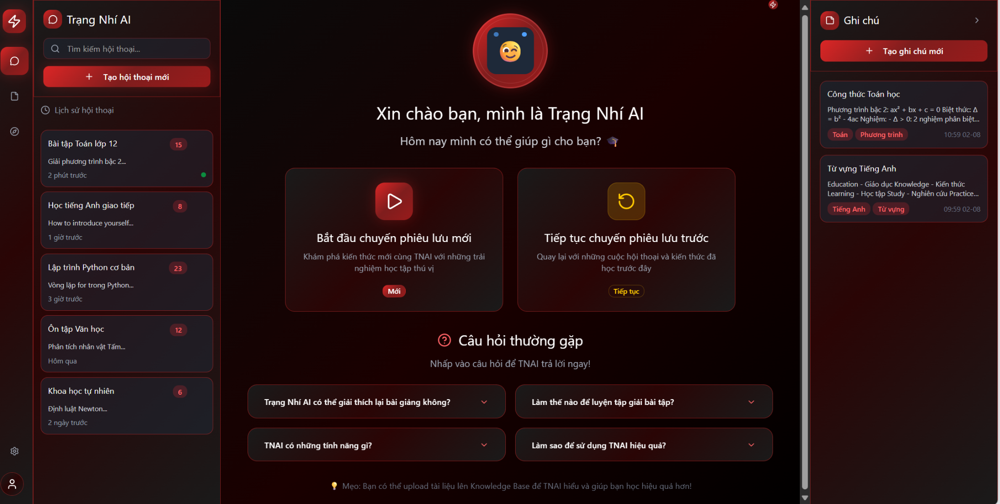 Trạng Nhí AI
Tìm kiếm hội thoại...
Tạo hội thoại mới
Lịch sử hội thoại
Bài tập Toán lớp 12
15
Giải phương trình bậc 2...
2 phút trước
Học tiếng Anh giao tiếp
8
How to introduce yourself...
1 giờ trước
Lập trình Python cơ bản
23
Vòng lặp for trong Python...
3 giờ trước
Ôn tập Văn học
12
Phân tích nhân vật Tấm...
Hôm qua
Khoa học tự nhiên
6
Định luật Newton...
2 ngày trước
Xin chào bạn, mình là Trạng Nhí AI
Hôm nay mình có thể giúp gì cho bạn?
Bắt đầu chuyến phiêu lưu mới
Khám phá kiến thức mới cùng TNAI với những trải
nghiệm học tập thú vị
Mới
Tiếp tục chuyến phiêu lưu trước
Quay lại với những cuộc hội thoại và kiến thức đã
học trước đây
Tiếp tục
Câu hỏi thường gặp
Nhấp vào câu hỏi để TNAI trả lời ngay!
Trạng Nhí AI có thể giải thích lại bài giảng không?
Làm thế nào để luyện tập giải bài tập?
TNAI có những tính năng gì?
Làm sao để sử dụng TNAI hiệu quả?
Mẹo: Bạn có thể upload tài liệu lên Knowledge Base để TNAI hiểu và giúp bạn học hiệu quả hơn!
Ghi chú
Tạo ghi chú mới
Công thức Toán học
Phương trình bậc 2: ax² + bx + c = 0 Biệt thức: Δ
= b² - 4ac Nghiệm: - Δ > 0: 2 nghiệm phân biệt...
Toán
Phương trình
10:59 02-08
Từ vựng Tiếng Anh
Education - Giáo dục Knowledge - Kiến thức
Learning - Học tập Study - Nghiên cứu Practice...
Tiếng Anh
Từ vựng
09:59 02-08